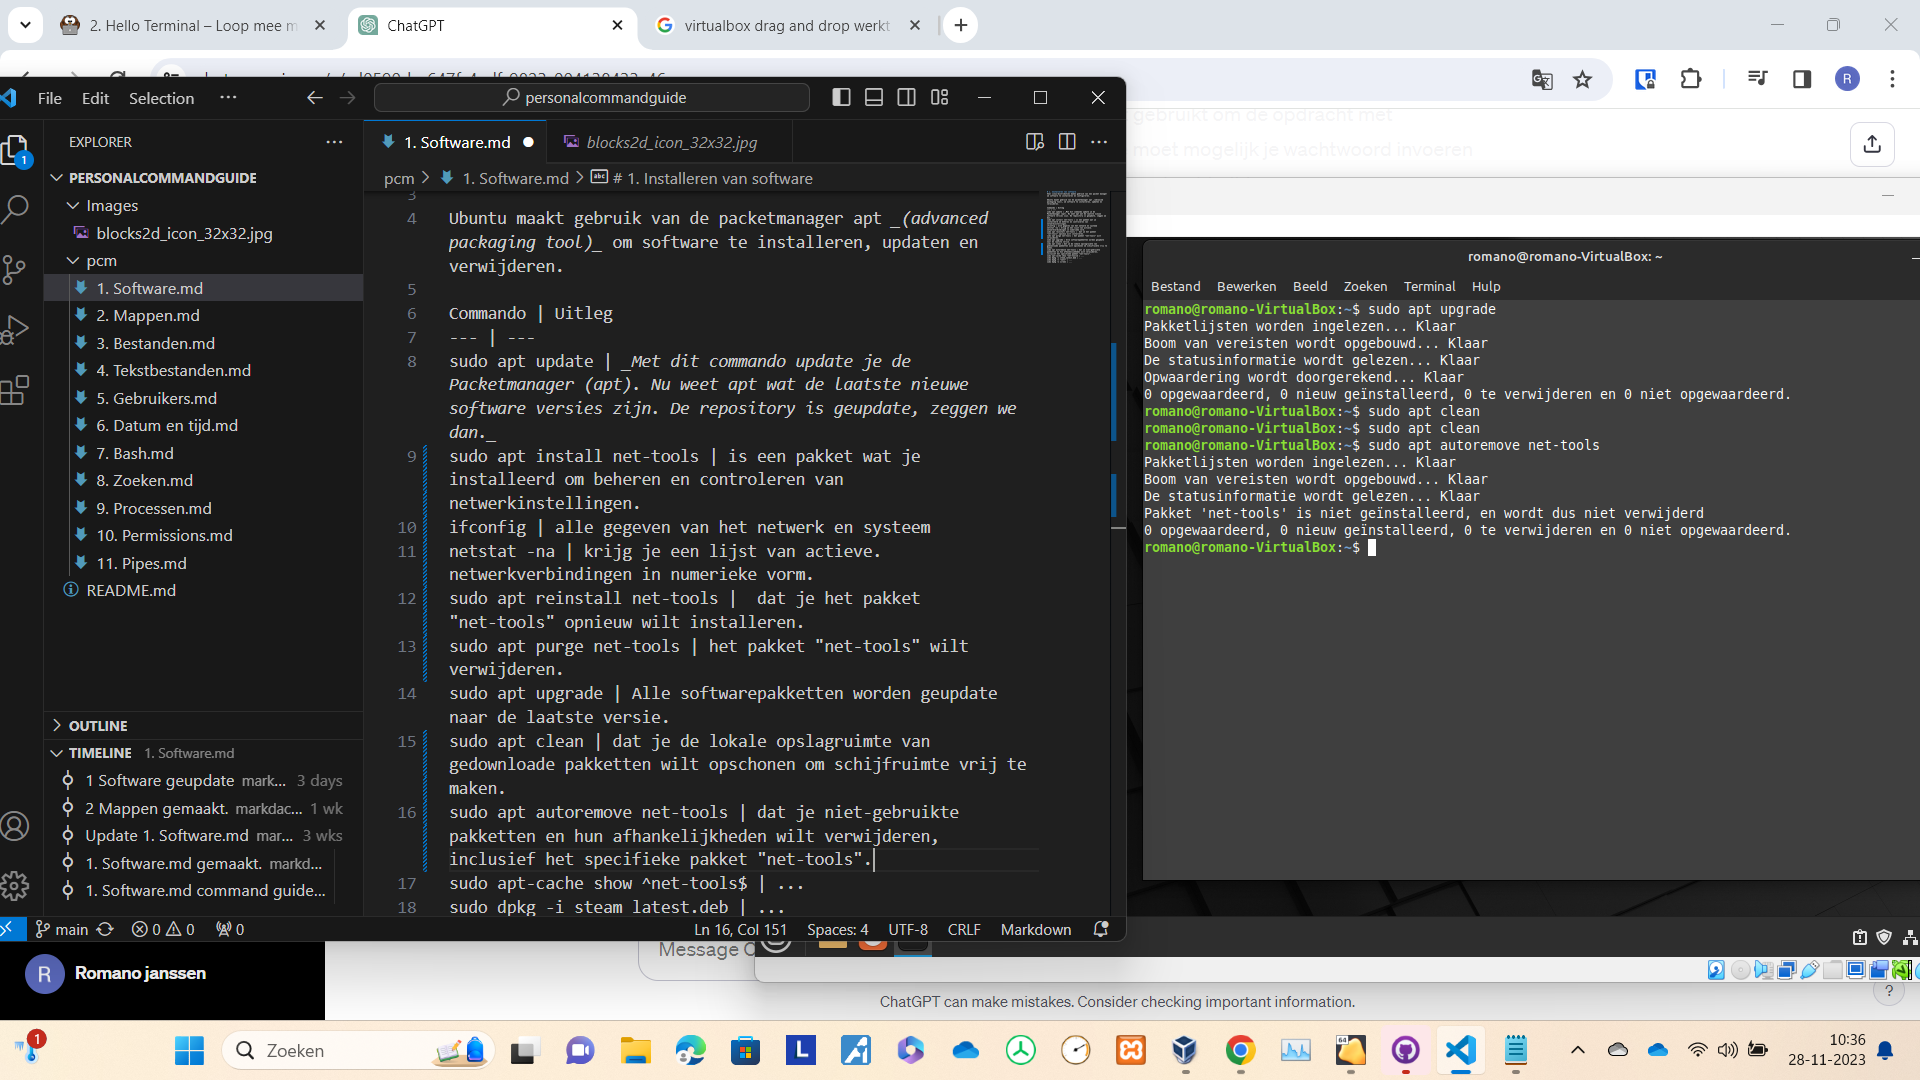 2. Hello Terminal – Loop mee m
ChatGPT
virtualbox drag and drop werkt
R
gebruikt om de opdracht met
moet mogelijk je wachtwoord invoeren
File Edit Selection ···
personalcommandguide
EXPLORER
1
PERSONALCOMMANDGUIDE
Images
blocks2d_icon_32x32.jpg
pcm
1. Software.md
2. Mappen.md
3. Bestanden.md
4. Tekstbestanden.md
5. Gebruikers.md
6. Datum en tijd.md
7. Bash.md
8. Zoeken.md
9. Processen.md
10. Permissions.md
11. Pipes.md
README.md
OUTLINE
TIMELINE 1. Software.md
1 Software geupdate mark... 3 days
2 Mappen gemaakt. markdac... 1 wk
Update 1. Software.md mar... 3 wks
1. Software.md gemaakt. markd...
1. Software.md command guide...
1. Software.md
blocks2d_icon_32x32.jpg
pcm > 1. Software.md > # 1. Installeren van software
3
4 Ubuntu maakt gebruik van de packetmanager apt _(advanced
packaging tool)_ om software te installeren, updaten en
verwijderen.
5
6 Commando | Uitleg
7 --- | ---
8 sudo apt update | _Met dit commando update je de
Packetmanager (apt). Nu weet apt wat de laatste nieuwe
software versies zijn. De repository is geupdate, zeggen we
dan._
9 sudo apt install net-tools | is een pakket wat je
installeerd om beheren en controleren van
netwerkinstellingen.
10 ifconfig | alle gegeven van het netwerk en systeem
11 netstat -na | krijg je een lijst van actieve.
netwerkverbindingen in numerieke vorm.
12 sudo apt reinstall net-tools |  dat je het pakket
"net-tools" opnieuw wilt installeren.
13 sudo apt purge net-tools | het pakket "net-tools" wilt
verwijderen.
14 sudo apt upgrade | Alle softwarepakketten worden geupdate
naar de laatste versie.
15 sudo apt clean | dat je de lokale opslagruimte van
gedownloade pakketten wilt opschonen om schijfruimte vrij te
maken.
16 sudo apt autoremove net-tools | dat je niet-gebruikte
pakketten en hun afhankelijkheden wilt verwijderen,
inclusief het specifieke pakket "net-tools".
17 sudo apt-cache show ^net-tools$ | ...
18 sudo dpkg -i steam latest.deb | ...
main 0 0 0 Ln 16, Col 151 Spaces: 4 UTF-8 CRLF Markdown
romano@romano-VirtualBox: ~
Bestand Bewerken Beeld Zoeken Terminal Hulp
romano@romano-VirtualBox:~$ sudo apt upgrade
Pakketlijsten worden ingelezen... Klaar
Boom van vereisten wordt opgebouwd... Klaar
De statusinformatie wordt gelezen... Klaar
Opwaardering wordt doorgerekend... Klaar
0 opgewaardeerd, 0 nieuw geïnstalleerd, 0 te verwijderen en 0 niet opgewaardeerd.
romano@romano-VirtualBox:~$ sudo apt clean
romano@romano-VirtualBox:~$ sudo apt clean
romano@romano-VirtualBox:~$ sudo apt autoremove net-tools
Pakketlijsten worden ingelezen... Klaar
Boom van vereisten wordt opgebouwd... Klaar
De statusinformatie wordt gelezen... Klaar
Pakket 'net-tools' is niet geïnstalleerd, en wordt dus niet verwijderd
0 opgewaardeerd, 0 nieuw geïnstalleerd, 0 te verwijderen en 0 niet opgewaardeerd.
romano@romano-VirtualBox:~$
R Romano janssen
Message C
ChatGPT can make mistakes. Consider checking important information.
?
1
Zoeken
L
64
10:36
28-11-2023